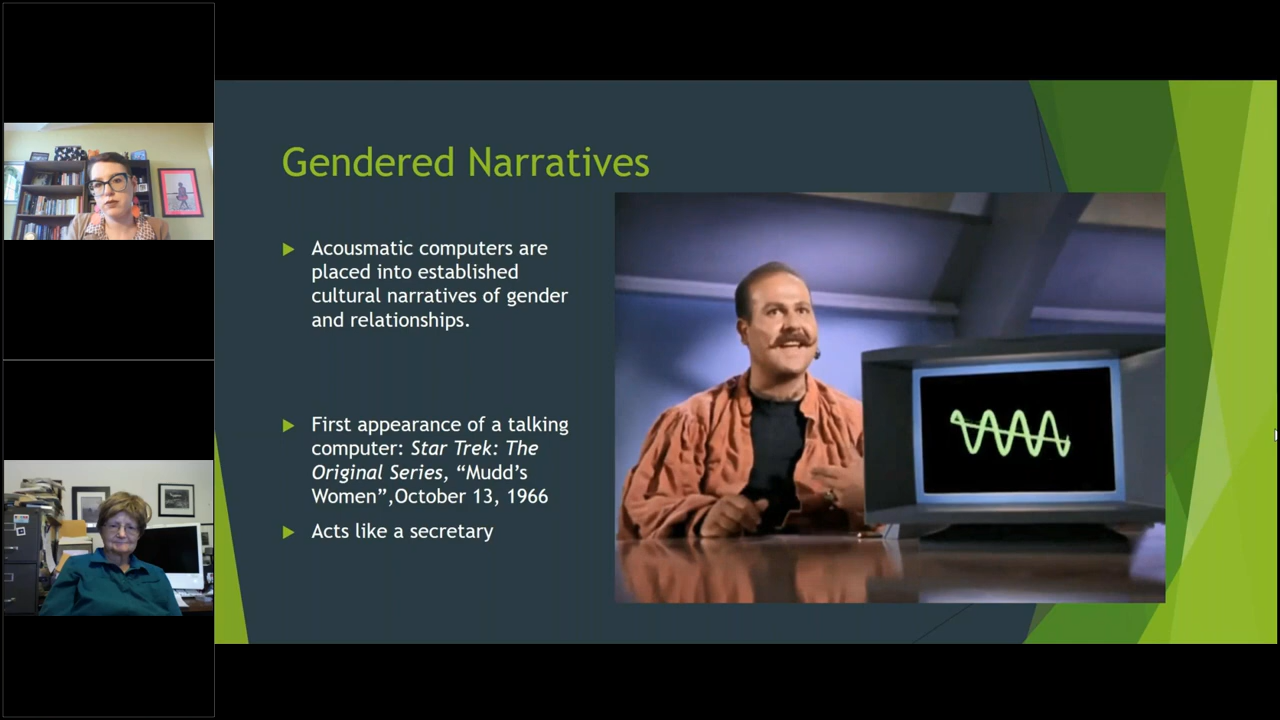 Gendered Narratives
Acousmatic computers are
placed into established
cultural narratives of gender
and relationships.
First appearance of a talking
computer: Star Trek: The
Original Series, “Mudd’s
Women”,October 13, 1966
Acts like a secretary